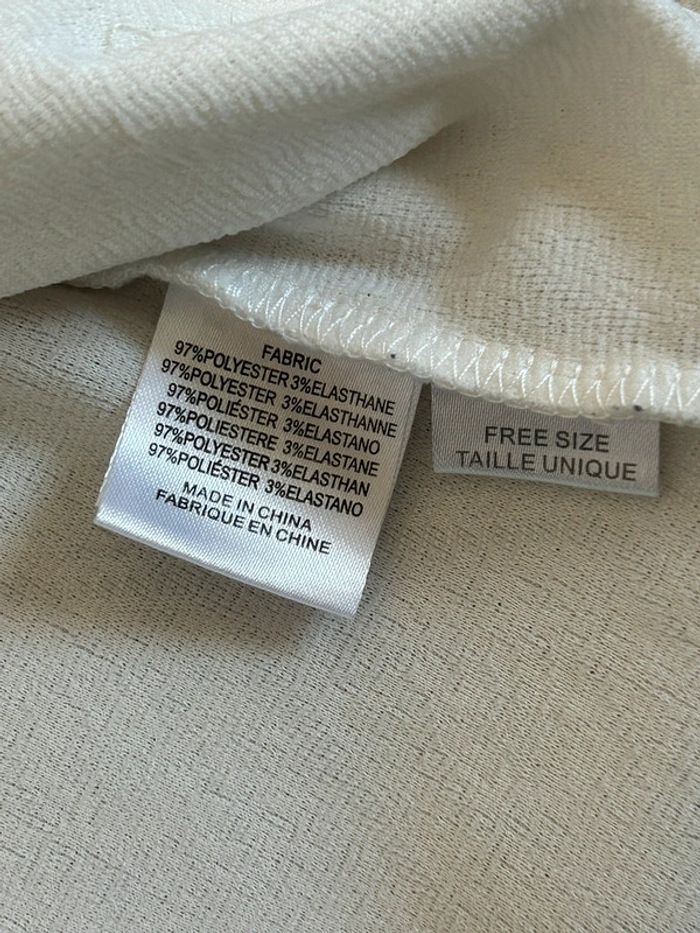 FABRIC
97%POLYESTER 3%ELASTHANE
97%POLYESTER 3%ELASTHANNE
97%POLIÉSTER 3%ELASTANO
97%POLIESTERE 3%ELASTANE
97%POLYESTER 3%ELASTHAN
97%POLIÉSTER 3%ELASTANO
MADE IN CHINA
FABRIQUE EN CHINE
FREE SIZE
TAILLE UNIQUE